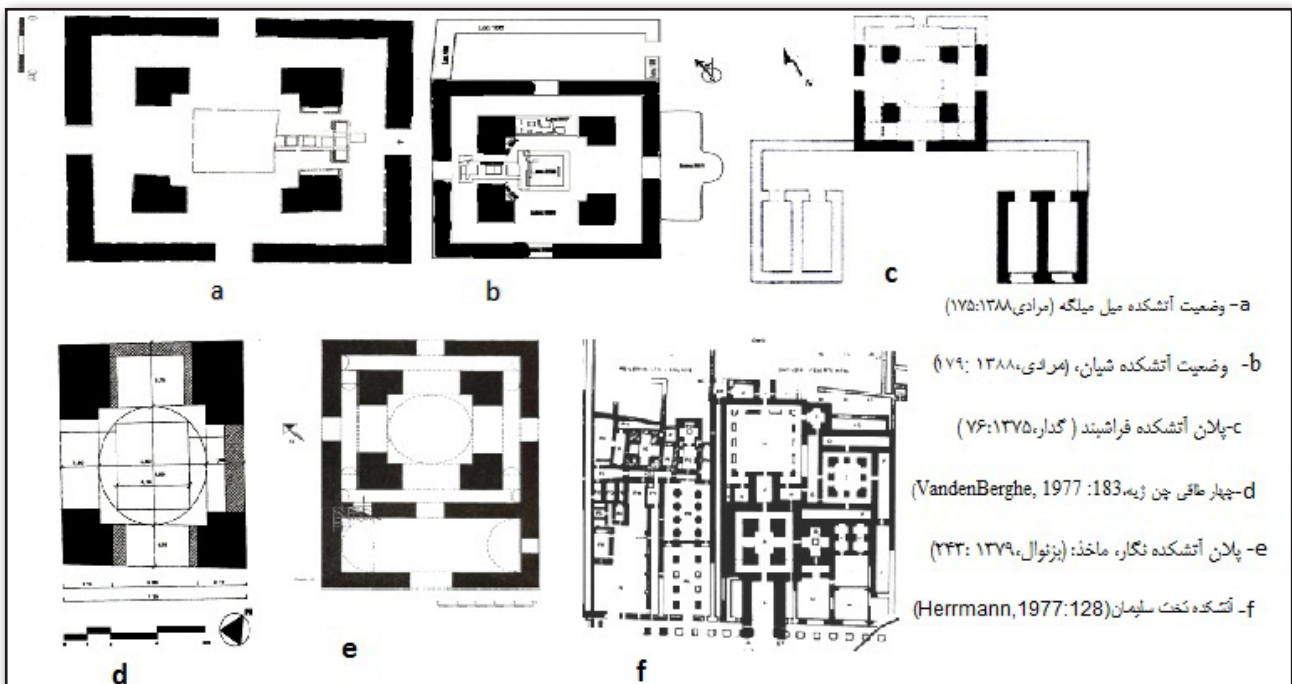 a
b
c
d
e
f
a- وضعیت آتشکده میل میلگه (مرادی،۱۷۵:۱۳۸۸)
b- وضعیت آتشکده شیان، (مرادی،۱۳۸۸ :۱۷۹)
c-پلان آتشکده فراشبند ( گدار،۷۶:۱۳۷۵ )
d-چهار طاقی چن ژیه،VandenBerghe, 1977 :183)
e- پلان آتشکده نگار، ماخذ: (بزنوال،۱۳۷۹ :۲۴۳)
f- آتشکده تخت سلیمان(Herrmann,1977:128)